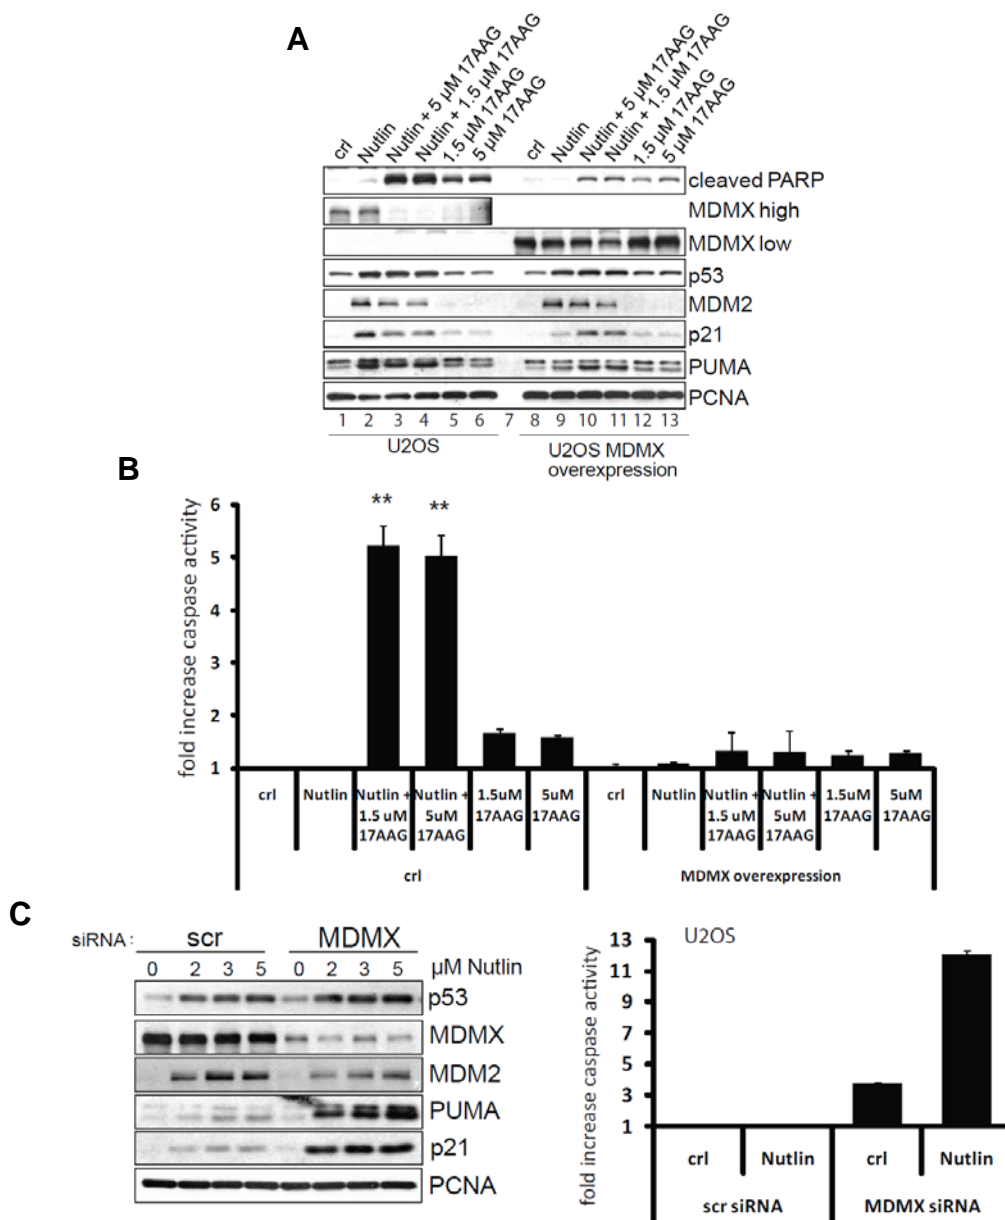 A
crl
Nutlin
Nutlin + 5 µM 17AAG
Nutlin + 1.5 µM 17AAG
1.5 µM 17AAG
5 µM 17AAG
crl
Nutlin
Nutlin + 5 µM 17AAG
Nutlin + 1.5 µM 17AAG
1.5 µM 17AAG
5 µM 17AAG
cleaved PARP
MDMX high
MDMX low
p53
MDM2
p21
PUMA
PCNA
1 2 3 4 5 6 7 8 9 10 11 12 13
U2OS
U2OS MDMX
overexpression
B
fold increase caspase activity
6
5
4
3
2
1
** **
crl
Nutlin
Nutlin +
1.5 uM
17AAG
Nutlin +
5uM
17AAG
1.5uM
17AAG
5uM
17AAG
crl
Nutlin
Nutlin +
1.5 uM
17AAG
Nutlin +
5uM
17AAG
1.5uM
17AAG
5uM
17AAG
crl
MDMX overexpression
C
siRNA: scr MDMX
0 2 3 5 0 2 3 5 µM Nutlin
p53
MDMX
MDM2
PUMA
p21
PCNA
U2OS
fold increase caspase activity
13
11
9
7
5
3
1
crl Nutlin crl Nutlin
scr siRNA MDMX siRNA